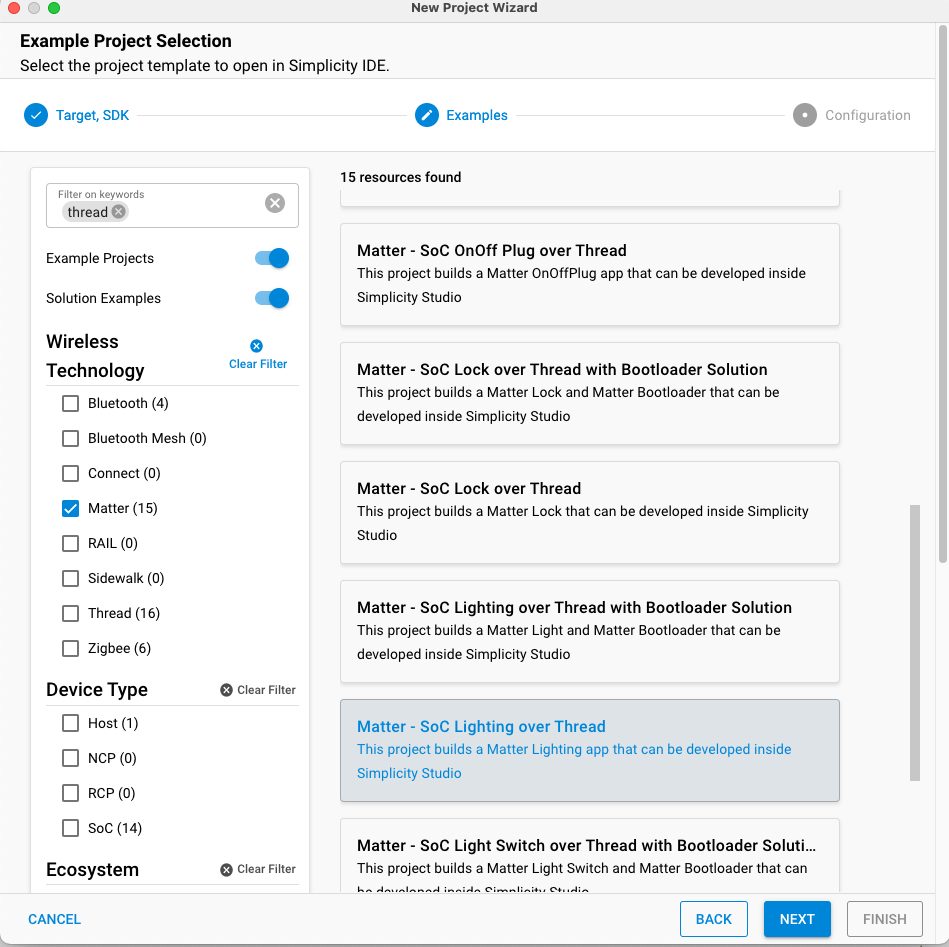 New Project Wizard
Example Project Selection
Select the project template to open in Simplicity IDE.
Target, SDK
Examples
Configuration
Filter on keywords
thread
Example Projects
Solution Examples
Wireless
Technology
Clear Filter
Bluetooth (4)
Bluetooth Mesh (0)
Connect (0)
Matter (15)
RAIL (0)
Sidewalk (0)
Thread (16)
Zigbee (6)
Device Type
Clear Filter
Host (1)
NCP (0)
RCP (0)
SoC (14)
Ecosystem
Clear Filter
15 resources found
Matter - SoC OnOff Plug over Thread
This project builds a Matter OnOffPlug app that can be developed inside
Simplicity Studio
Matter - SoC Lock over Thread with Bootloader Solution
This project builds a Matter Lock and Matter Bootloader that can be
developed inside Simplicity Studio
Matter - SoC Lock over Thread
This project builds a Matter Lock that can be developed inside Simplicity
Studio
Matter - SoC Lighting over Thread with Bootloader Solution
This project builds a Matter Light and Matter Bootloader that can be
developed inside Simplicity Studio
Matter - SoC Lighting over Thread
This project builds a Matter Lighting app that can be developed inside
Simplicity Studio
Matter - SoC Light Switch over Thread with Bootloader Soluti...
This project builds a Matter Light Switch and Matter Bootloader that can
be developed inside Simplicity Studio
CANCEL
BACK
NEXT
FINISH